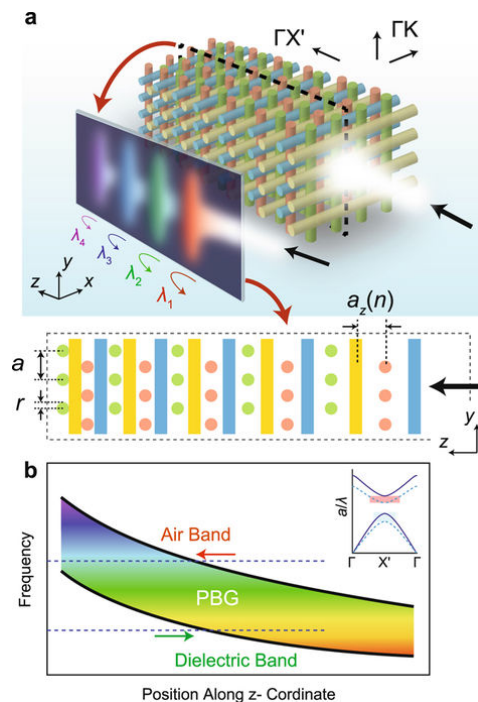 a
ΓX' ΓK
λ4
λ3
λ2
λ1
y
z x
az(n)
a
r
y
z
b
Air Band
PBG
Dielectric Band
Frequency
Position Along z- Cordinate
a/λ
Γ X' Γ